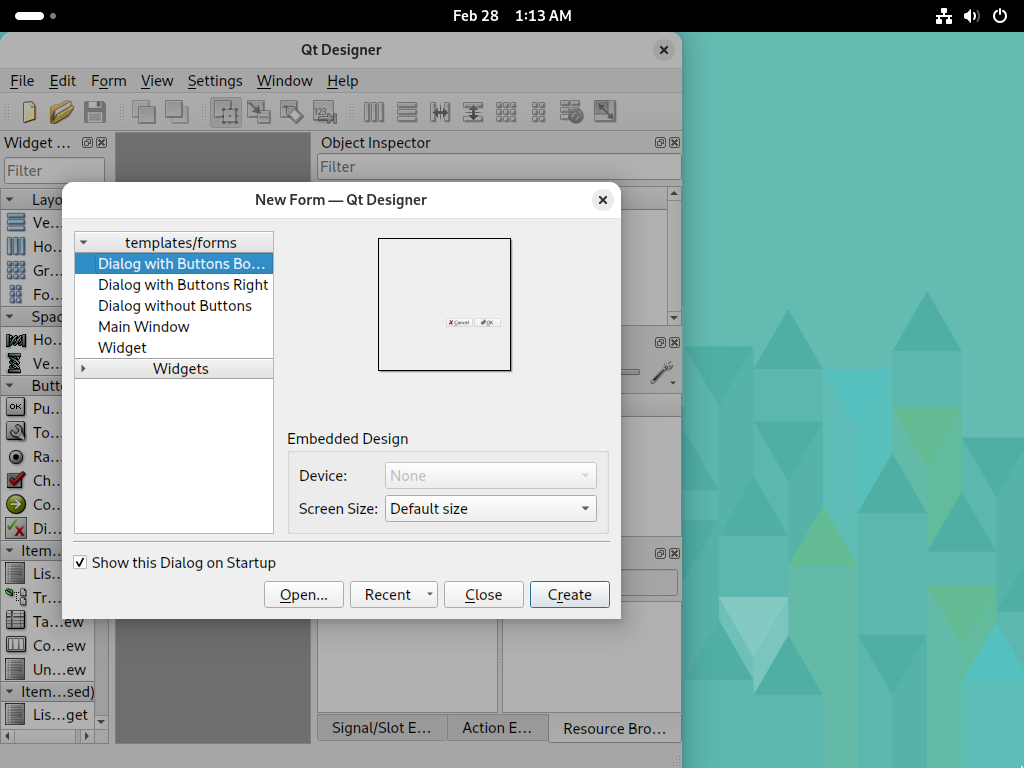 Feb 28 1:13 AM
Qt Designer
File Edit Form View Settings Window Help
Widget ...
Object Inspector
Filter
Filter
New Form — Qt Designer
templates/forms
Dialog with Buttons Bo...
Dialog with Buttons Right
Dialog without Buttons
Main Window
Widget
Widgets
Cancel OK
Embedded Design
Device: None
Screen Size: Default size
Show this Dialog on Startup
Open... Recent Close Create
Layo
Ve...
Ho...
Gr...
Fo...
Spac
Ho...
Ve...
Butt
Pu...
To...
Ra...
Ch...
Co...
Di...
Item...
Lis...
Tr...
Ta...ew
Co...ew
Un...ew
Item...sed)
Lis...get
Signal/Slot E... Action E... Resource Bro...